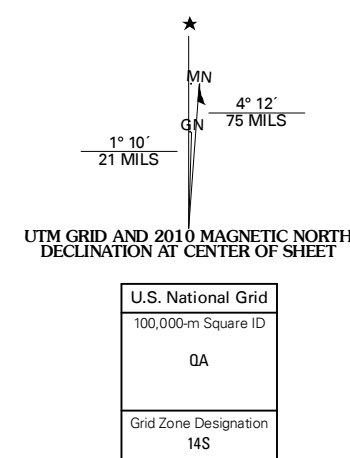 ★
MN
4° 12´
75 MILS
GN
1° 10´
21 MILS
UTM GRID AND 2010 MAGNETIC NORTH
DECLINATION AT CENTER OF SHEET
U.S. National Grid
100,000-m Square ID
QA
Grid Zone Designation
14S